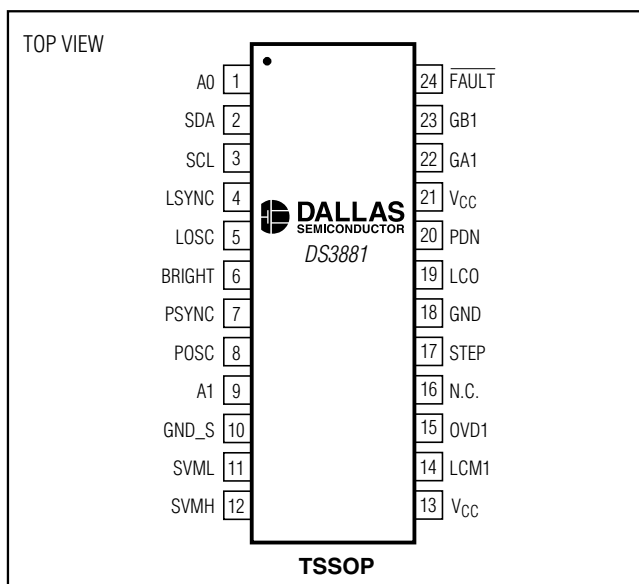 TOP VIEW
A0 1
SDA 2
SCL 3
LSYNC 4
LOSC 5
BRIGHT 6
PSYNC 7
POSC 8
A1 9
GND_S 10
SVML 11
SVMH 12
DALLAS
SEMICONDUCTOR
DS3881
24 FAULT
23 GB1
22 GA1
21 VCC
20 PDN
19 LCO
18 GND
17 STEP
16 N.C.
15 OVD1
14 LCM1
13 VCC
TSSOP